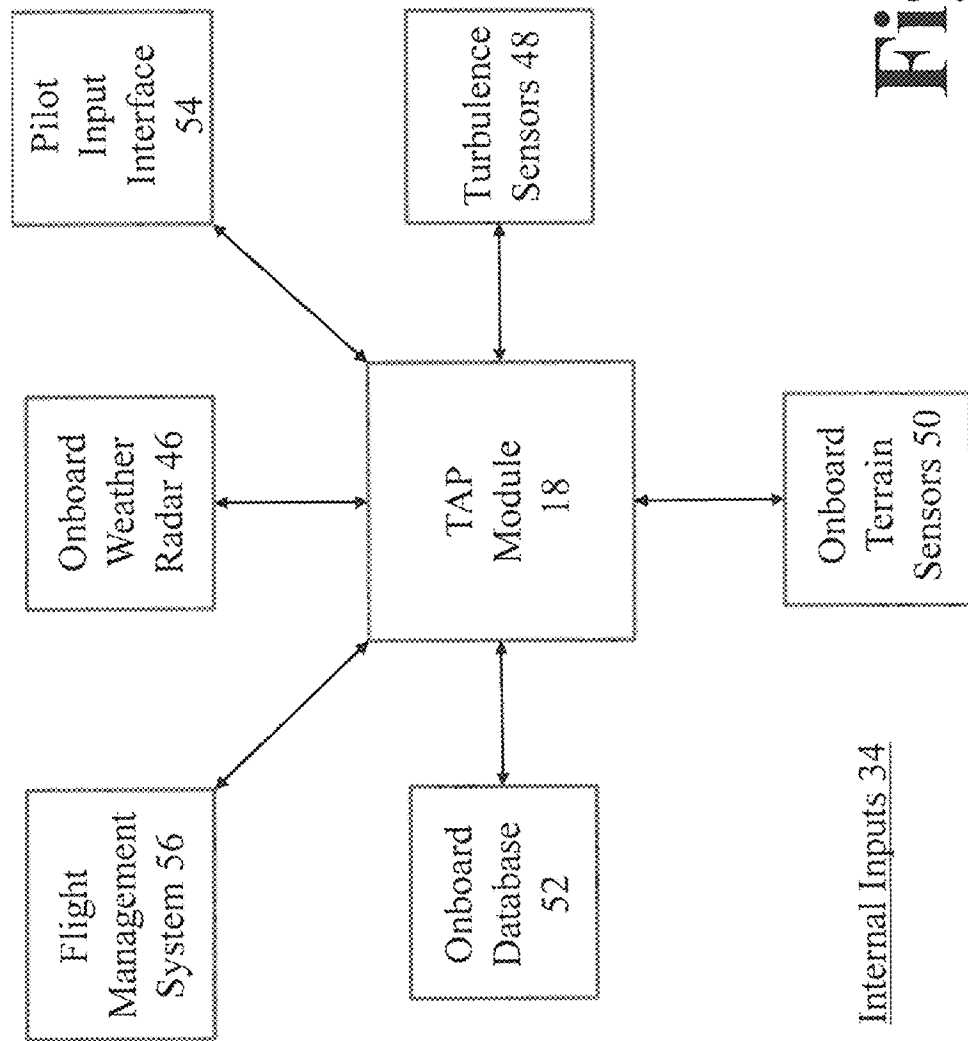 Flight
Management
System 56
Onboard
Weather
Radar 46
Pilot
Input
Interface
54
Onboard
Database
52
TAP
Module
18
Turbulence
Sensors 48
Onboard
Terrain
Sensors 50
Internal Inputs 34